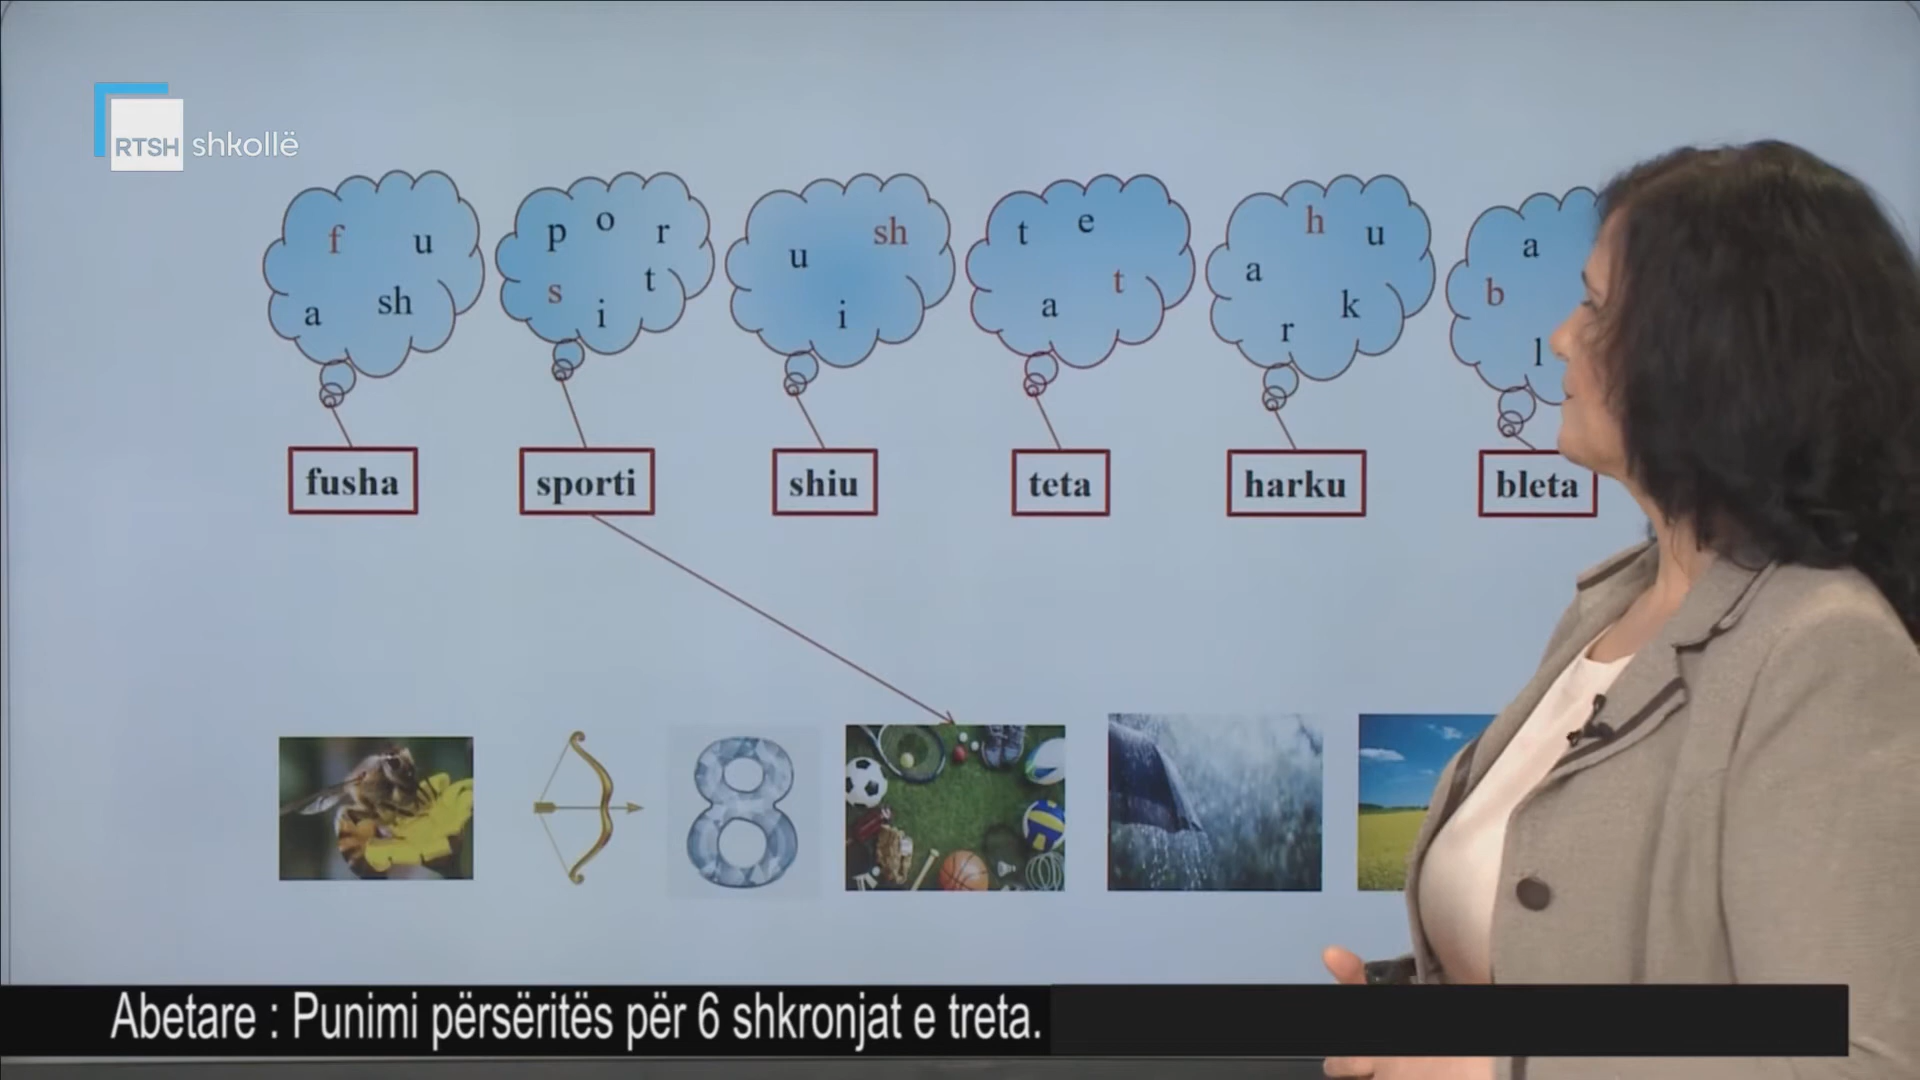 RTSH shkollë
f u a sh
p o r s i t
u sh i
t e a t
h u a k r
a b l
fusha
sporti
shiu
teta
harku
bleta
8
Abetare : Punimi përsëritës për 6 shkronjat e treta.